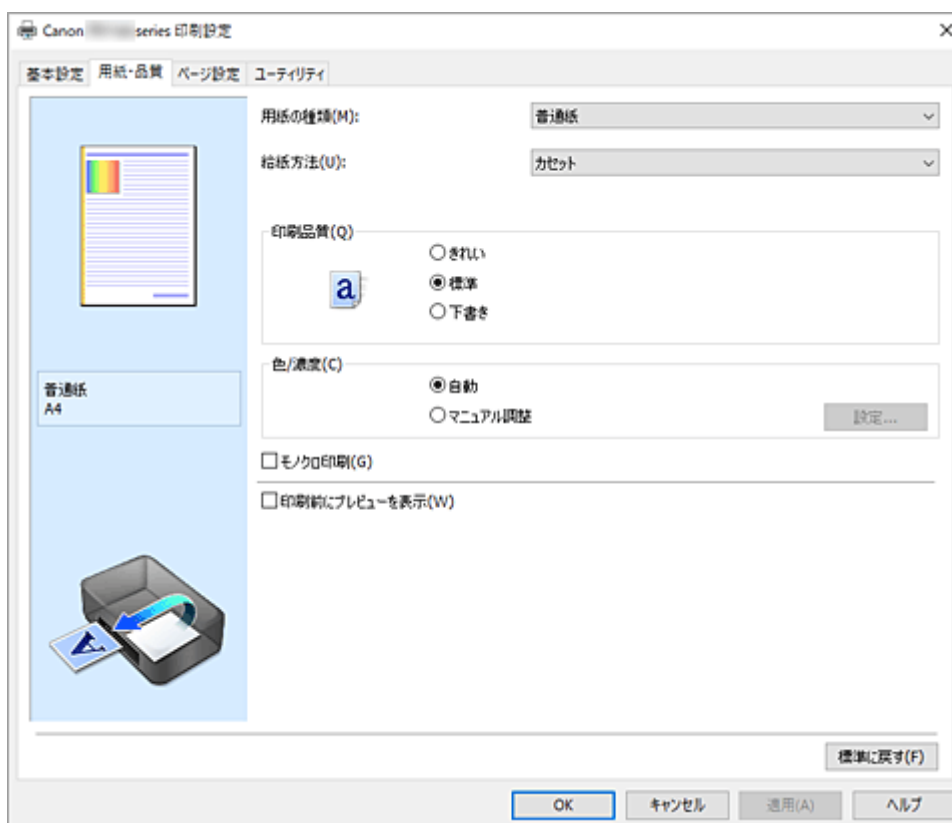 Canon series 印刷設定
基本設定 用紙・品質 ページ設定 ユーティリティ
用紙の種類(M): 普通紙
給紙方法(U): カセット
印刷品質(Q)
きれい
a 標準
下書き
色/濃度(C)
自動
マニュアル調整 設定...
普通紙
A4
モノクロ印刷(G)
印刷前にプレビューを表示(W)
A
標準に戻す(F)
OK キャンセル 適用(A) ヘルプ